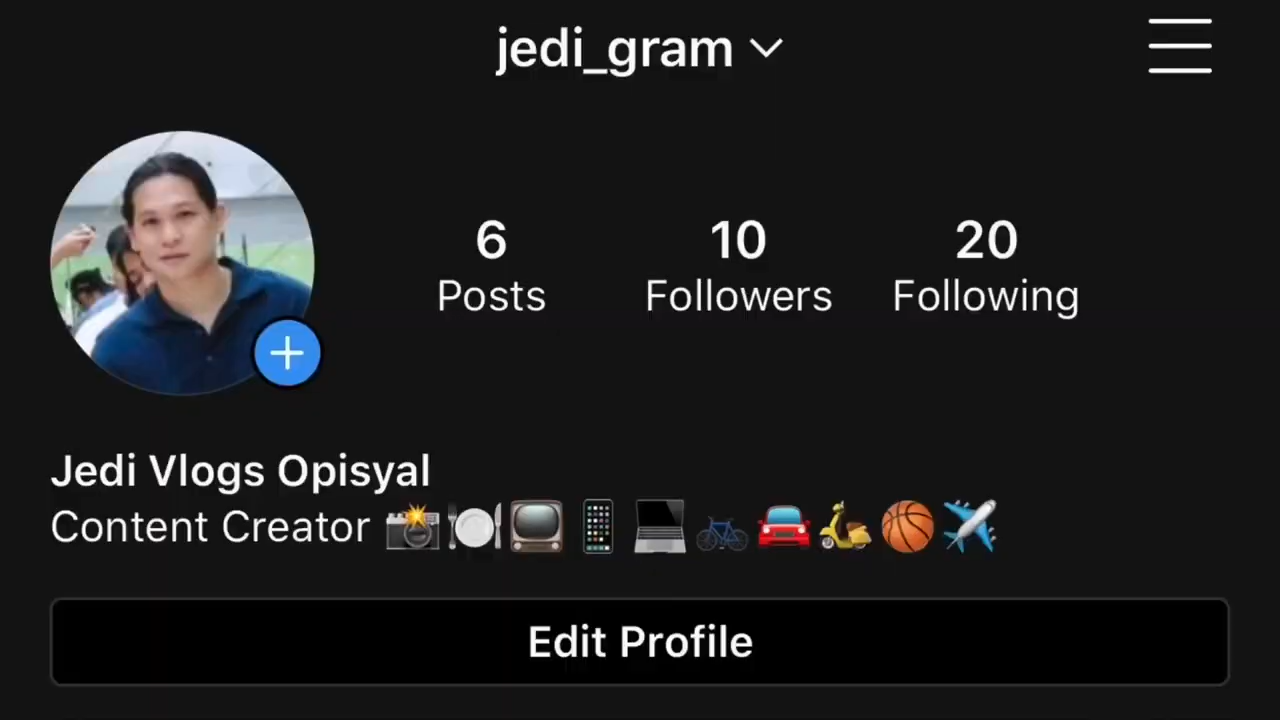 jedi_gram
6 10 20
Posts Followers Following
Jedi Vlogs Opisyal
Content Creator 📸🍽️📺📱💻🚲🚘🛵🏀✈️
Edit Profile